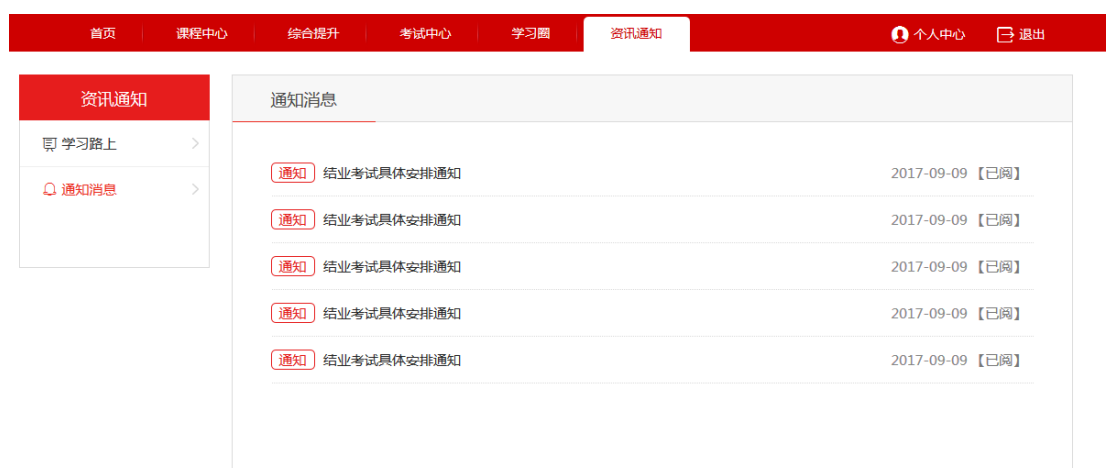 首页 课程中心 综合提升 考试中心 学习圈 资讯通知 个人中心 退出
资讯通知
学习路上
通知消息
通知消息
通知 结业考试具体安排通知 2017-09-09 【已阅】
通知 结业考试具体安排通知 2017-09-09 【已阅】
通知 结业考试具体安排通知 2017-09-09 【已阅】
通知 结业考试具体安排通知 2017-09-09 【已阅】
通知 结业考试具体安排通知 2017-09-09 【已阅】